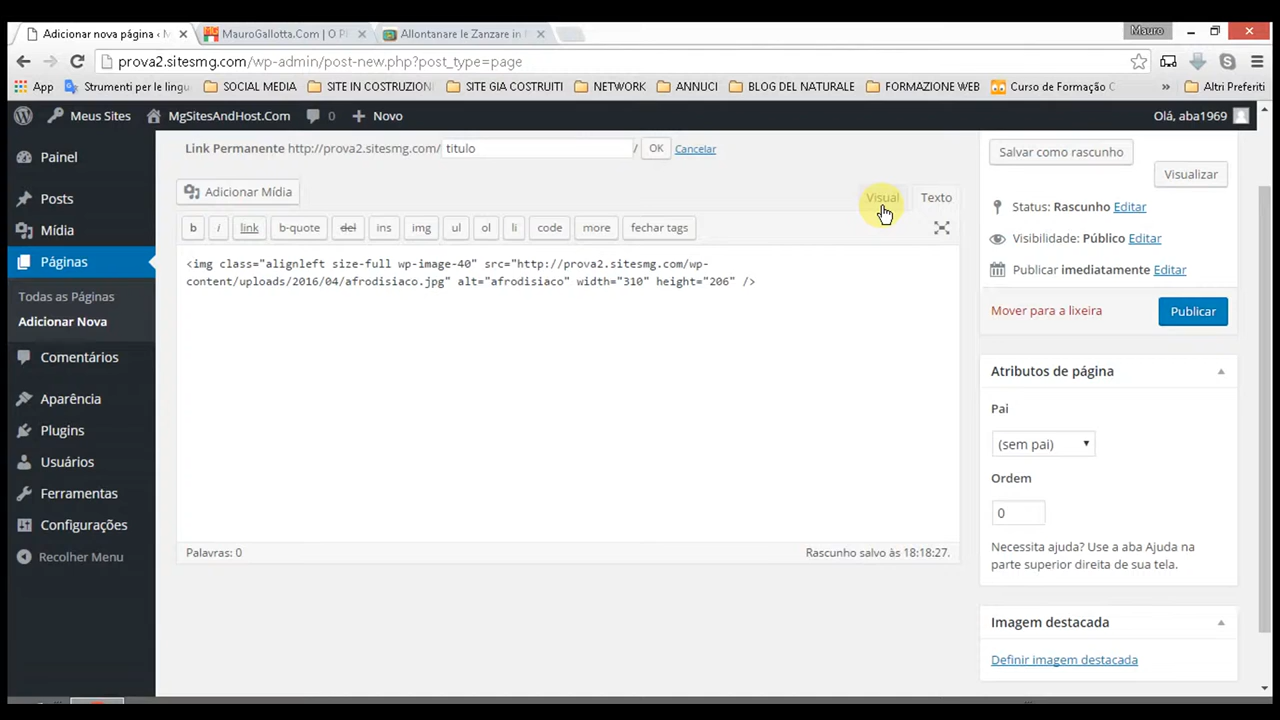 Adicionar nova página ‹ M
MauroGallotta.Com | O Pl
Allontanare le Zanzare in M
Mauro
prova2.sitesmg.com/wp-admin/post-new.php?post_type=page
App
Strumenti per le lingu
SOCIAL MEDIA
SITE IN COSTRUZION
SITE GIA COSTRUITI
NETWORK
ANNUCI
BLOG DEL NATURALE
FORMAZIONE WEB
Curso de Formação C
Altri Preferiti
Meus Sites
MgSitesAndHost.Com
0
Novo
Olá, aba1969
Painel
Posts
Mídia
Páginas
Todas as Páginas
Adicionar Nova
Comentários
Aparência
Plugins
Usuários
Ferramentas
Configurações
Recolher Menu
Link Permanente http://prova2.sitesmg.com/ titulo / OK Cancelar
Adicionar Mídia
Visual Texto
b i link b-quote del ins img ul ol li code more fechar tags
<img class="alignleft size-full wp-image-40" src="http://prova2.sitesmg.com/wp-
content/uploads/2016/04/afrodisiaco.jpg" alt="afrodisiaco" width="310" height="206" />
Palavras: 0
Rascunho salvo às 18:18:27.
Salvar como rascunho
Visualizar
Status: Rascunho Editar
Visibilidade: Público Editar
Publicar imediatamente Editar
Mover para a lixeira
Publicar
Atributos de página
Pai
(sem pai)
Ordem
0
Necessita ajuda? Use a aba Ajuda na
parte superior direita de sua tela.
Imagem destacada
Definir imagem destacada